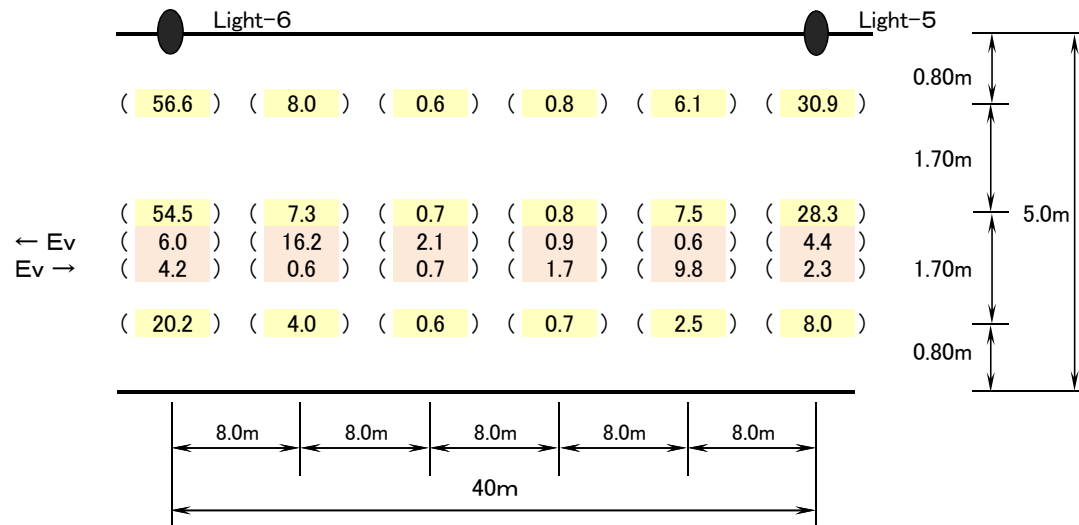 Light-6 Light-5
0.80m
( 56.6 ) ( 8.0 ) ( 0.6 ) ( 0.8 ) ( 6.1 ) ( 30.9 )
1.70m
( 54.5 ) ( 7.3 ) ( 0.7 ) ( 0.8 ) ( 7.5 ) ( 28.3 ) 5.0m
← Ev ( 6.0 ) ( 16.2 ) ( 2.1 ) ( 0.9 ) ( 0.6 ) ( 4.4 )
Ev → ( 4.2 ) ( 0.6 ) ( 0.7 ) ( 1.7 ) ( 9.8 ) ( 2.3 ) 1.70m
( 20.2 ) ( 4.0 ) ( 0.6 ) ( 0.7 ) ( 2.5 ) ( 8.0 )
0.80m
8.0m 8.0m 8.0m 8.0m 8.0m
40m